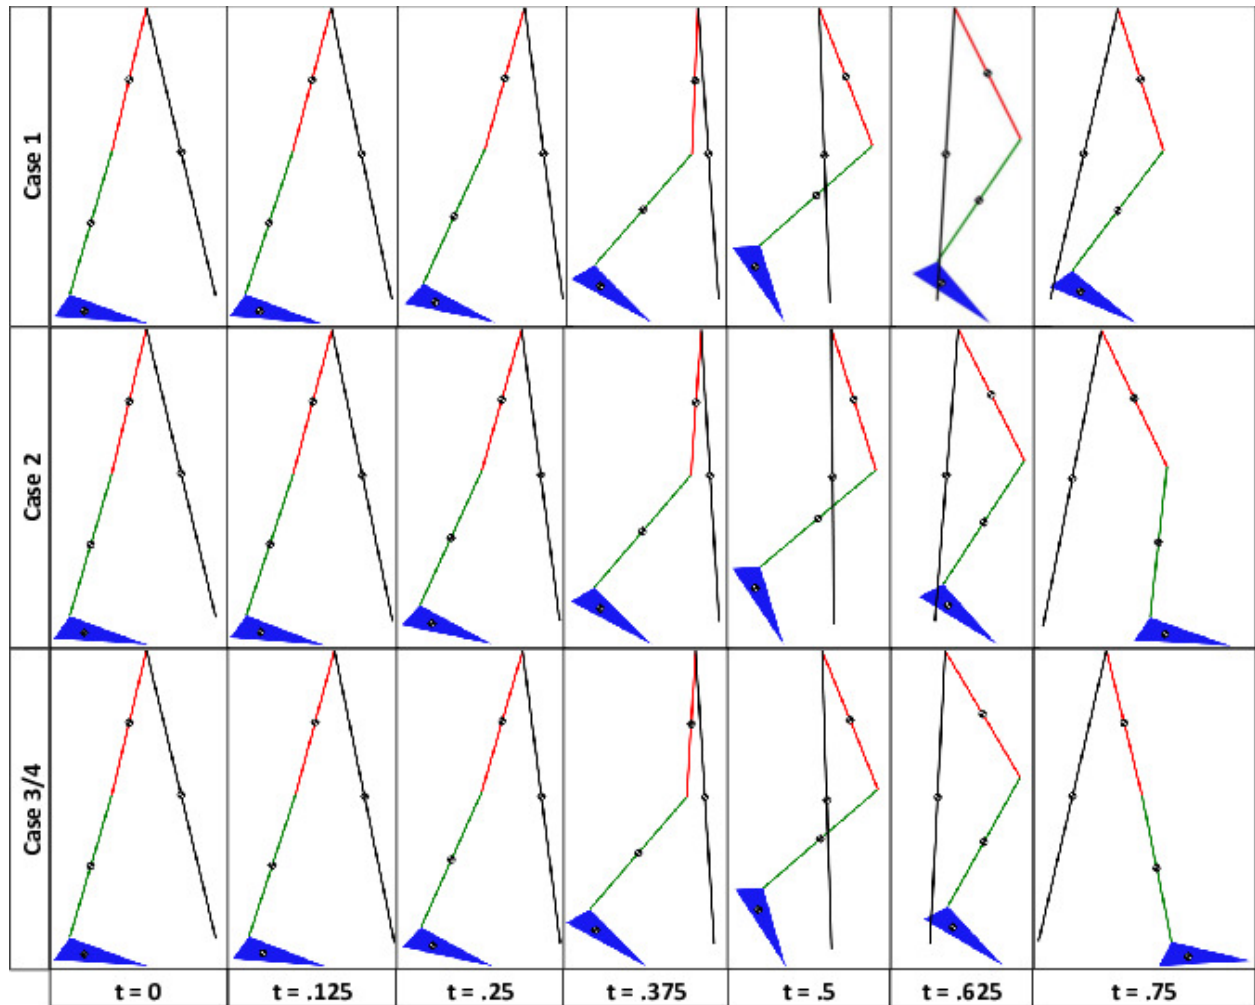 Case 1
Case 2
Case 3/4
t = 0
t = .125
t = .25
t = .375
t = .5
t = .625
t = .75